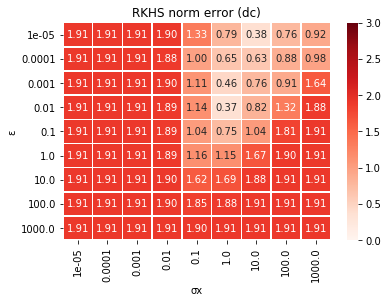 RKHS norm error (dc)
1e-05 1.91 1.91 1.91 1.90 1.33 0.79 0.38 0.76 0.92
0.0001 1.91 1.91 1.91 1.88 1.00 0.65 0.63 0.88 0.98
0.001 1.91 1.91 1.91 1.89 1.11 0.46 0.76 0.91 1.64
0.01 1.91 1.91 1.91 1.89 1.14 0.37 0.82 1.32 1.88
0.1 1.91 1.91 1.91 1.89 1.04 0.75 1.04 1.81 1.91
1.0 1.91 1.91 1.91 1.89 1.16 1.15 1.67 1.90 1.91
10.0 1.91 1.91 1.91 1.90 1.62 1.69 1.88 1.91 1.91
100.0 1.91 1.91 1.91 1.90 1.85 1.88 1.91 1.91 1.91
1000.0 1.91 1.91 1.91 1.91 1.90 1.91 1.91 1.91 1.91
ε
1e-05 0.0001 0.001 0.01 0.1 1.0 10.0 100.0 1000.0
σx
3.0
2.5
2.0
1.5
1.0
0.5
0.0